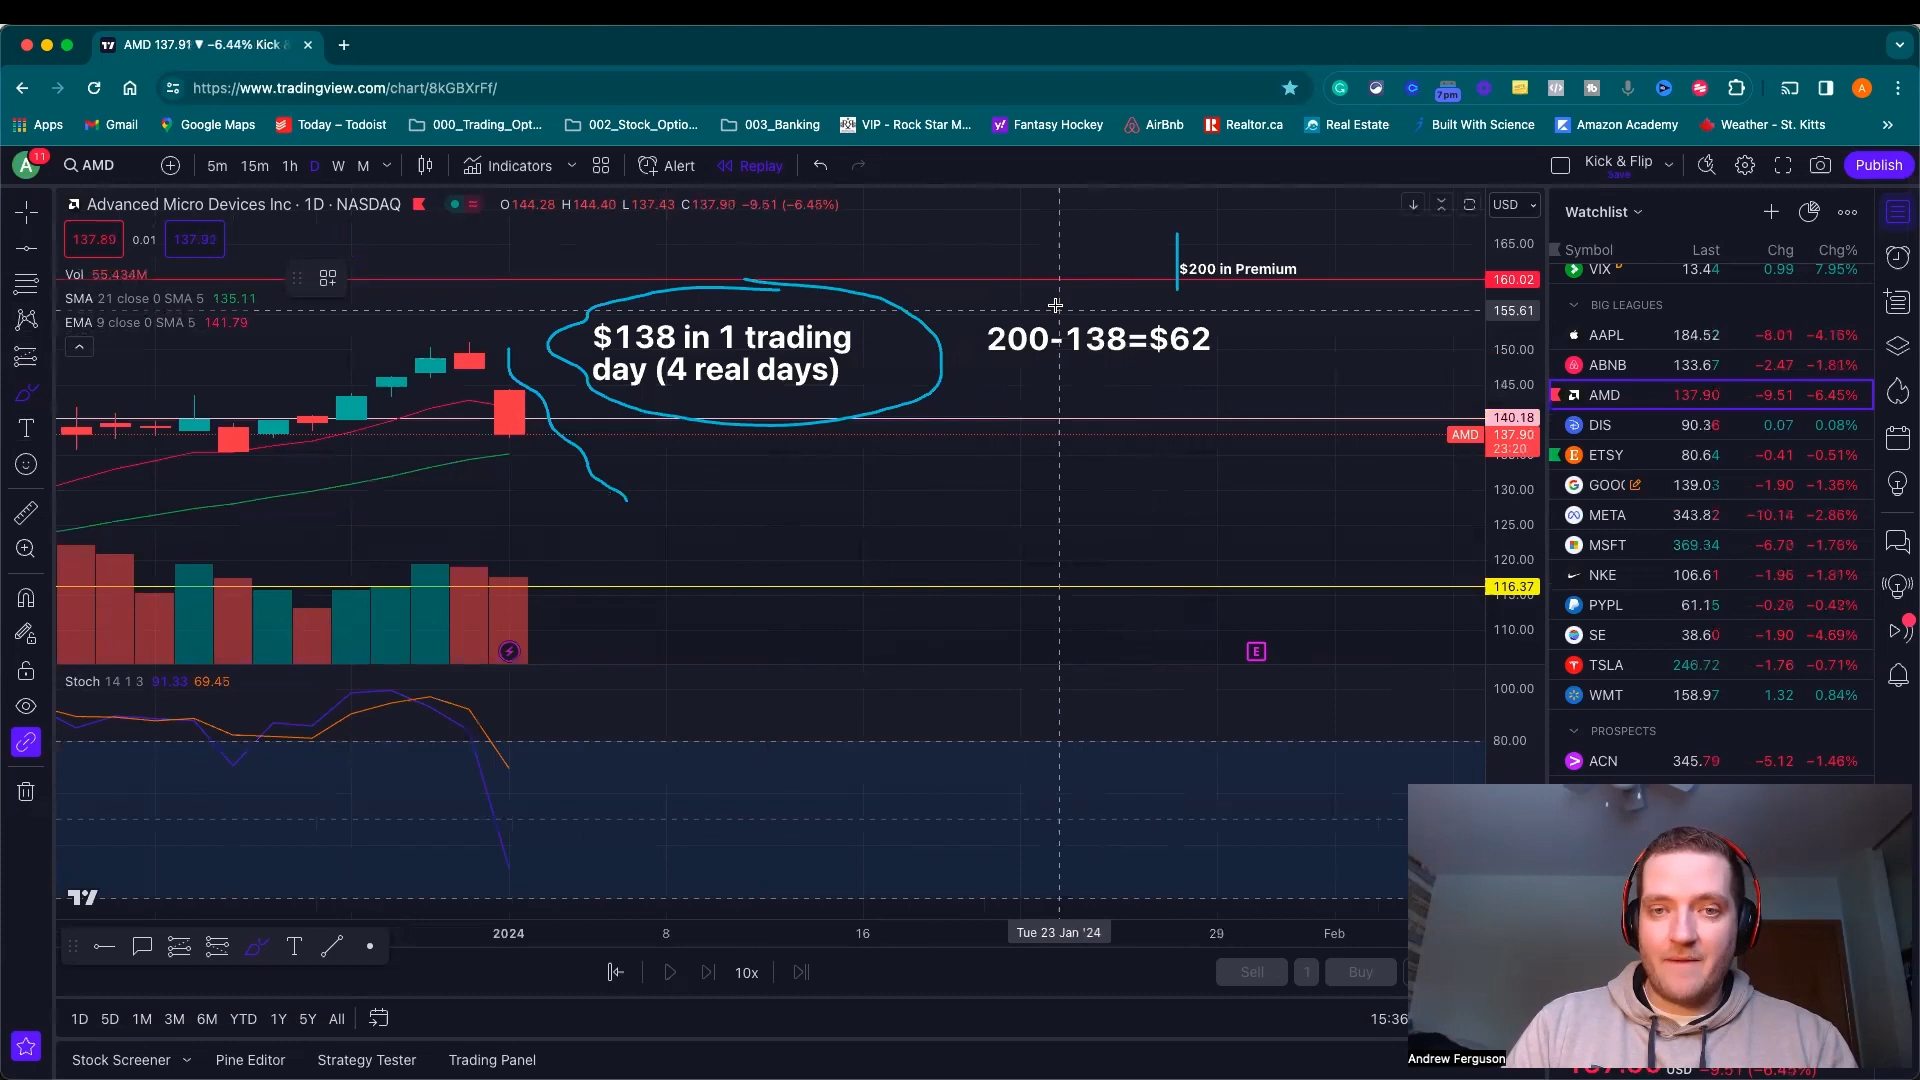 AMD 137.91 ▼ −6.44% Kick &
https://www.tradingview.com/chart/8kGBXrFf/
7pm
A
Apps
Gmail
Google Maps
Today – Todoist
000_Trading_Opt...
002_Stock_Optio...
003_Banking
VIP - Rock Star M...
Fantasy Hockey
AirBnb
Realtor.ca
Real Estate
Built With Science
Amazon Academy
Weather - St. Kitts
A
11
AMD
5m
15m
1h
D
W
M
Indicators
Alert
Replay
Kick & Flip
Save
Publish
Advanced Micro Devices Inc · 1D · NASDAQ
O144.28 H144.40 L137.43 C137.90 −9.51 (−6.45%)
USD
137.89
0.01
137.92
Vol 55.434M
SMA 21 close 0 SMA 5 135.11
EMA 9 close 0 SMA 5 141.79
$200 in Premium
$138 in 1 trading
day (4 real days)
200-138=$62
165.00
160.02
155.61
150.00
145.00
140.18
AMD
137.90
23:20
130.00
125.00
120.00
116.37
110.00
E
Stoch 14 1 3 91.33 69.45
100.00
80.00
2024
8
16
Tue 23 Jan '24
29
Feb
10x
Sell
1
Buy
1D
5D
1M
3M
6M
YTD
1Y
5Y
All
15:36
Stock Screener
Pine Editor
Strategy Tester
Trading Panel
Watchlist
Symbol Last Chg Chg%
VIX 13.44 0.99 7.95%
BIG LEAGUES
AAPL 184.52 −8.01 −4.16%
ABNB 133.67 −2.47 −1.81%
AMD 137.90 −9.51 −6.45%
DIS 90.36 0.07 0.08%
ETSY 80.64 −0.41 −0.51%
GOO 139.03 −1.90 −1.35%
META 343.82 −10.14 −2.86%
MSFT 369.34 −6.70 −1.78%
NKE 106.61 −1.96 −1.81%
PYPL 61.15 −0.26 −0.42%
SE 38.60 −1.90 −4.69%
TSLA 246.72 −1.76 −0.71%
WMT 158.97 1.32 0.84%
PROSPECTS
ACN 345.79 −5.12 −1.46%
Andrew Ferguson
USD −9.51 (−6.45%)